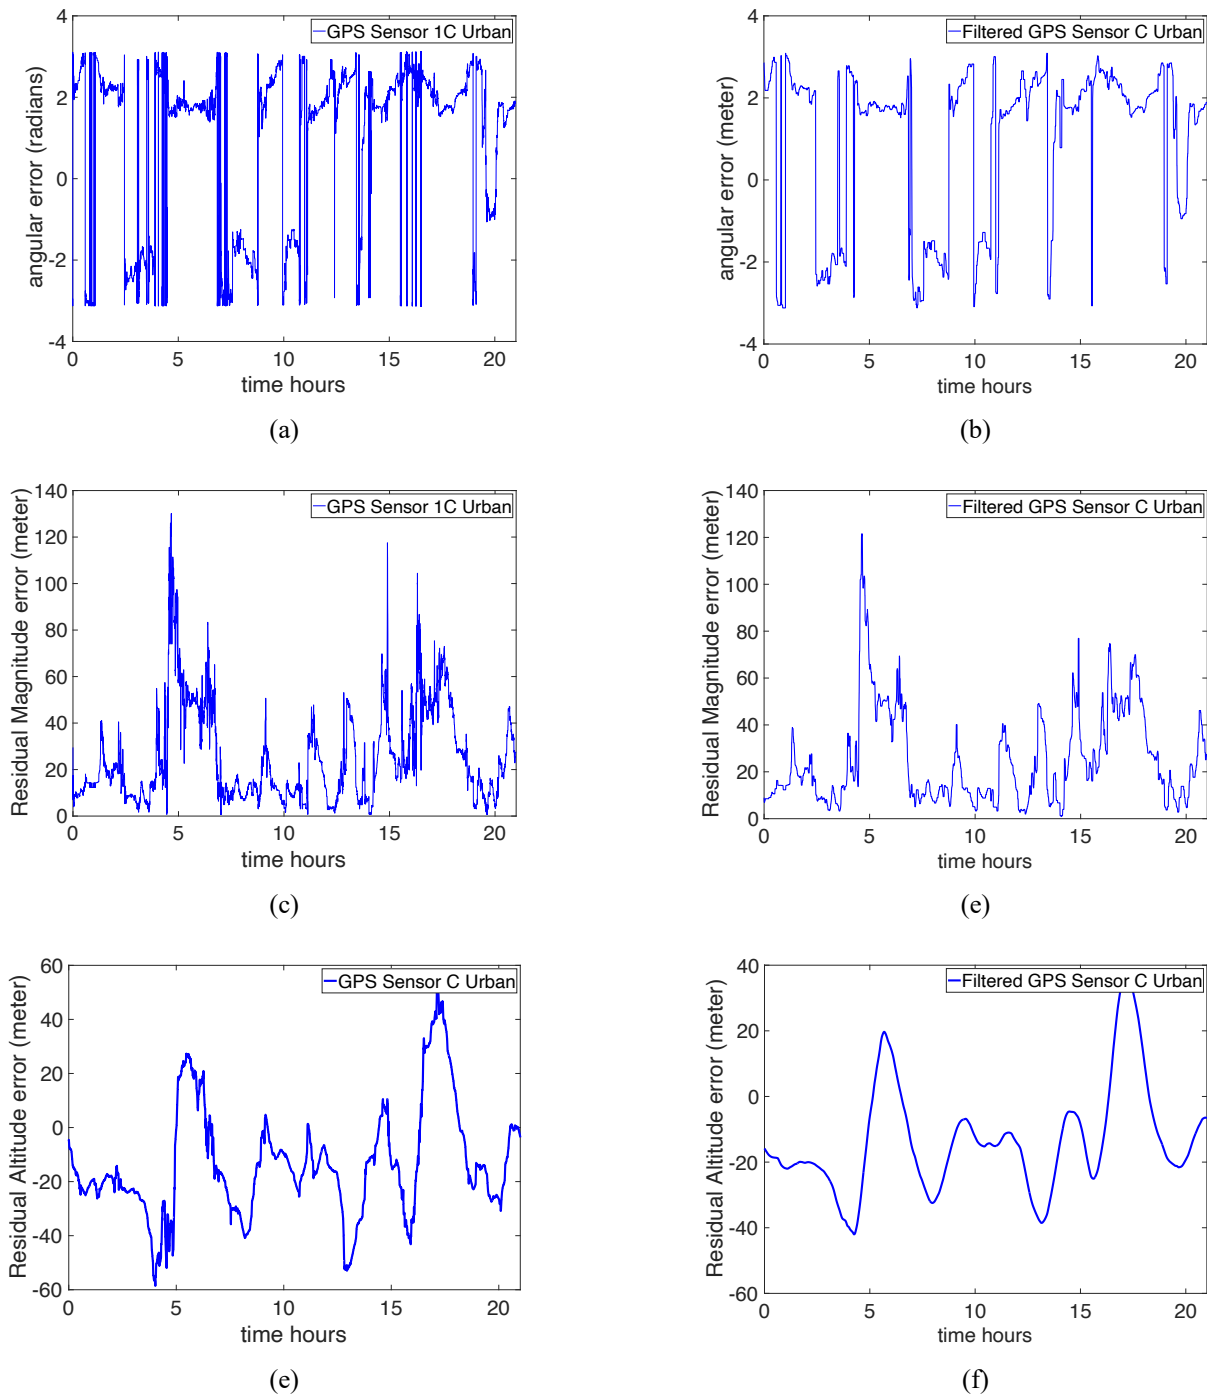 4
2
0
-2
-4
angular error (radians)
GPS Sensor 1C Urban
0 5 10 15 20
time hours
(a)
4
2
0
-2
-4
angular error (meter)
Filtered GPS Sensor C Urban
0 5 10 15 20
time hours
(b)
140
120
100
80
60
40
20
0
Residual Magnitude error (meter)
GPS Sensor 1C Urban
0 5 10 15 20
time hours
(c)
140
120
100
80
60
40
20
0
Residual Magnitude error (meter)
Filtered GPS Sensor C Urban
0 5 10 15 20
time hours
(e)
60
40
20
0
-20
-40
-60
Residual Altitude error (meter)
GPS Sensor C Urban
0 5 10 15 20
time hours
(e)
40
20
0
-20
-40
-60
Residual Altitude error (meter)
Filtered GPS Sensor C Urban
0 5 10 15 20
time hours
(f)